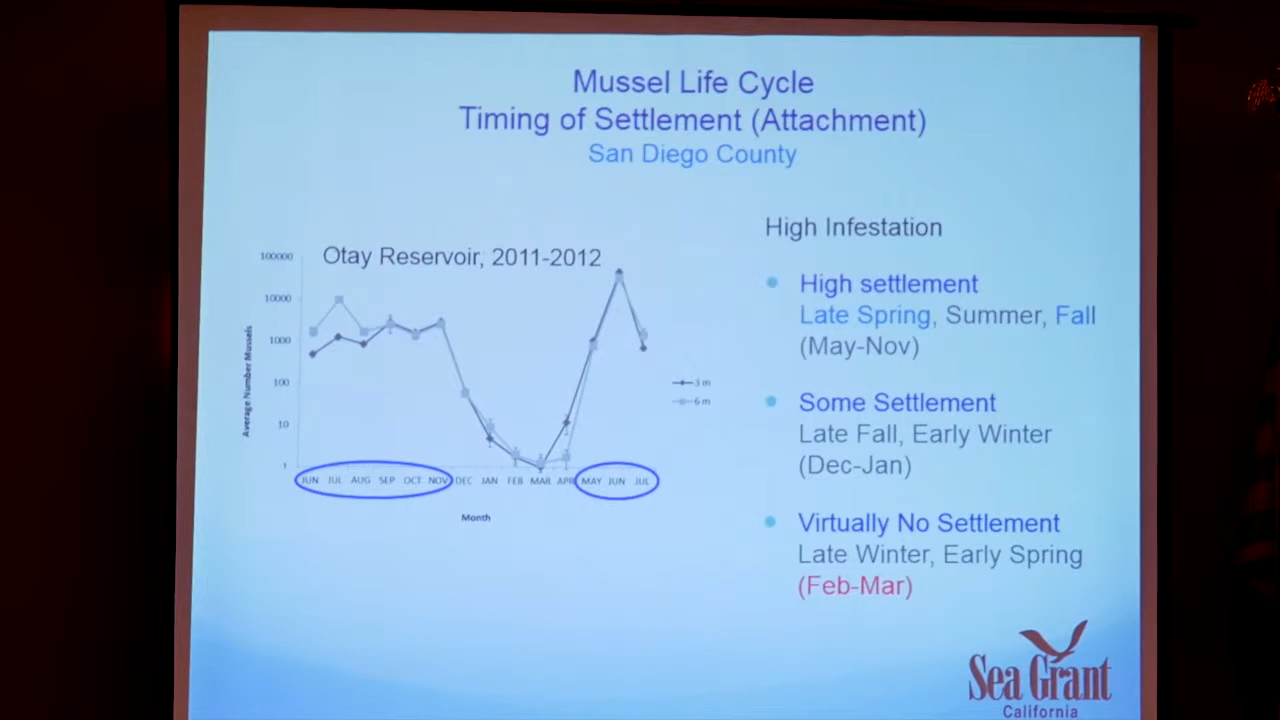 Mussel Life Cycle
Timing of Settlement (Attachment)
San Diego County
Otay Reservoir, 2011-2012
100000
10000
1000
100
10
1
Average Number Mussels
JUN JUL AUG SEP OCT NOV DEC JAN FEB MAR APR MAY JUN JUL
Month
3 m
6 m
High Infestation
High settlement
Late Spring, Summer, Fall
(May-Nov)
Some Settlement
Late Fall, Early Winter
(Dec-Jan)
Virtually No Settlement
Late Winter, Early Spring
(Feb-Mar)
Sea Grant
California